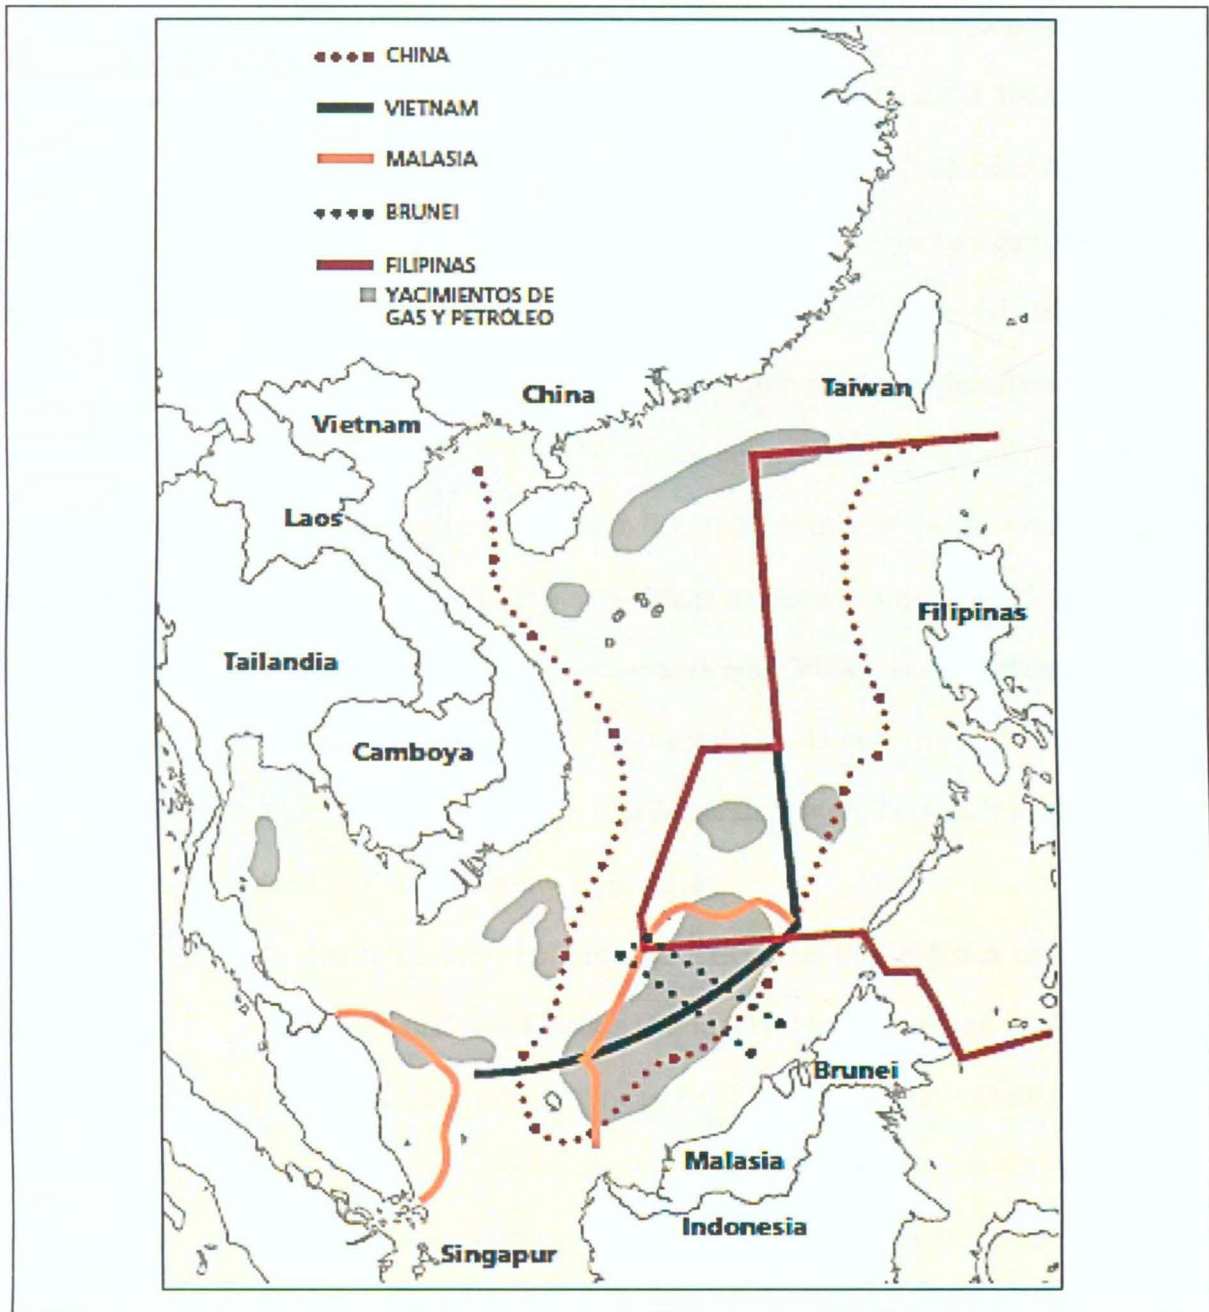 CHINA
VIETNAM
MALASIA
BRUNEI
FILIPINAS
YACIMIENTOS DE
GAS Y PETRÓLEO
China
Taiwan
Vietnam
Laos
Filipinas
Tailandia
Camboya
Brunei
Malasia
Indonesia
Singapur